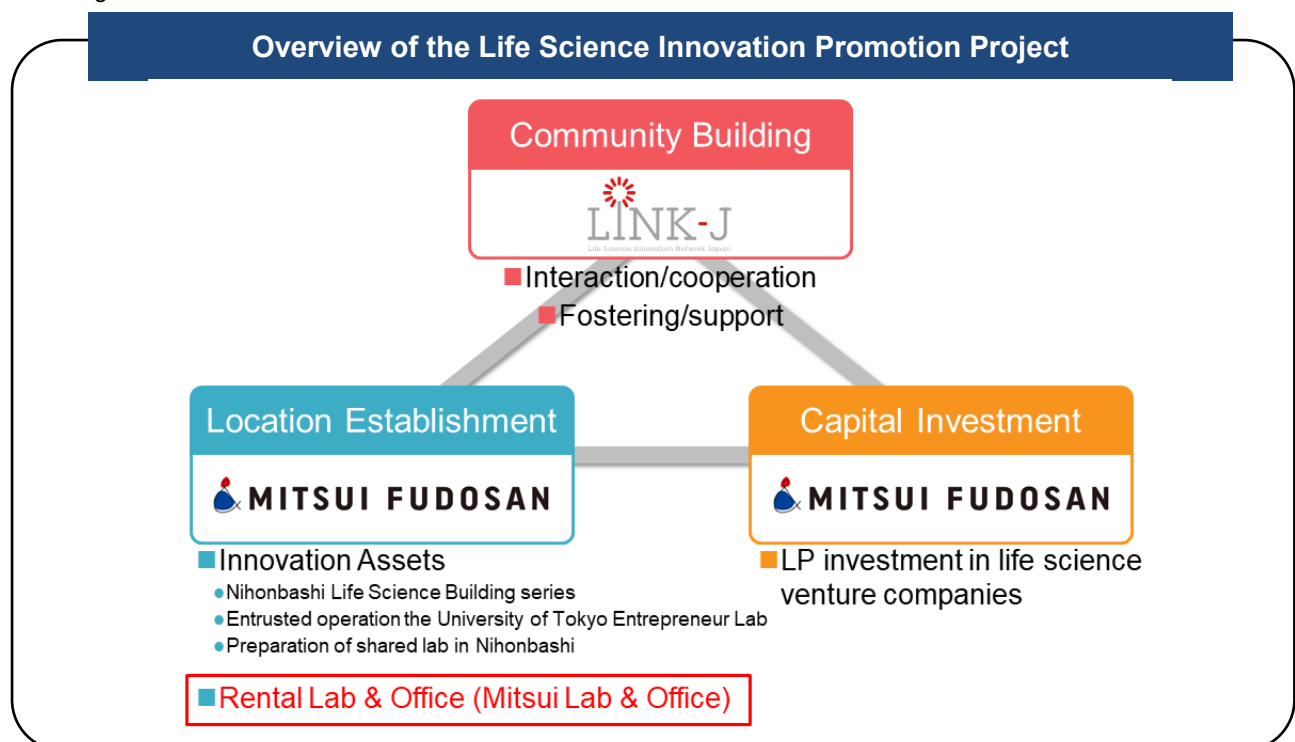 Overview of the Life Science Innovation Promotion Project
Community Building
LINK-J
Life Science Innovation Network Japan
■Interaction/cooperation
■Fostering/support
Location Establishment
MITSUI FUDOSAN
■Innovation Assets
●Nihonbashi Life Science Building series
●Entrusted operation the University of Tokyo Entrepreneur Lab
●Preparation of shared lab in Nihonbashi
■Rental Lab & Office (Mitsui Lab & Office)
Capital Investment
MITSUI FUDOSAN
■LP investment in life science
venture companies